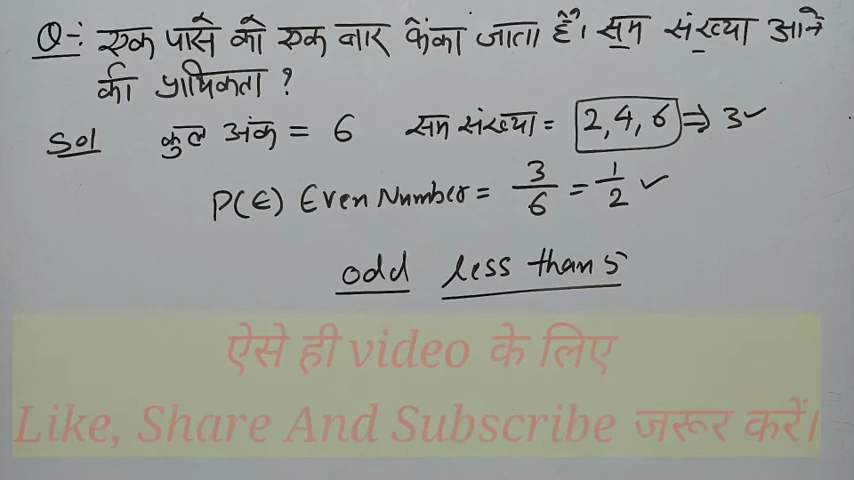 Q-: एक पासे को एक बार फेंका जाता है। सम संख्या आने
की प्रायिकता ?
Sol कुल अंक = 6 सम संख्या = 2, 4, 6 ⇒ 3 ✓
P(E) Even Number = 3/6 = 1/2 ✓
odd less than 5
ऐसे ही video के लिए
Like, Share And Subscribe जरूर करें।